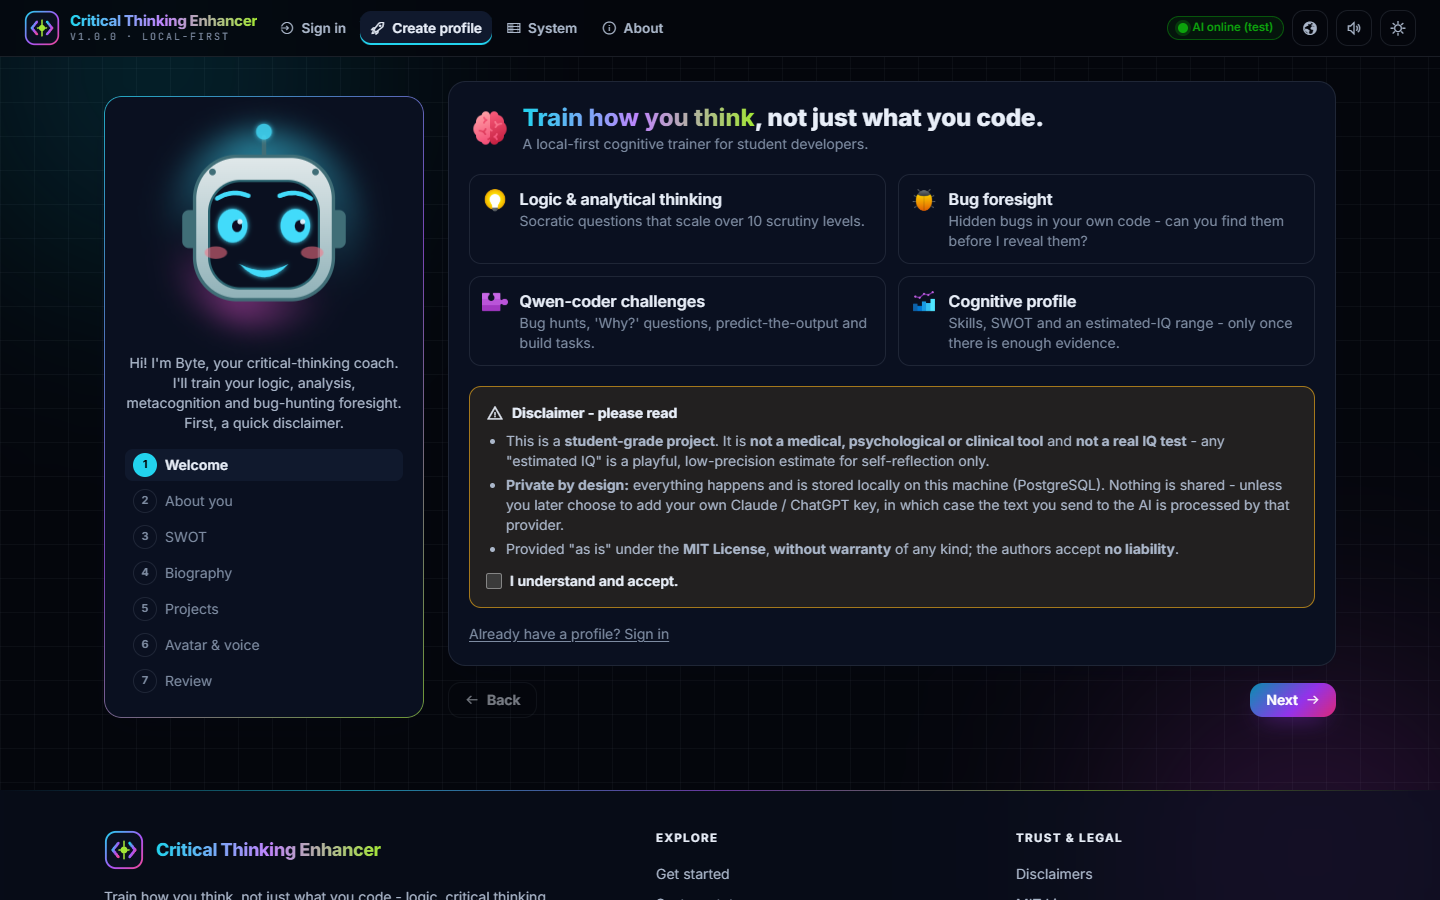 Critical Thinking Enhancer
V1.0.0 · LOCAL-FIRST
Sign in
Create profile
System
About
AI online (test)
Hi! I'm Byte, your critical-thinking coach.
I'll train your logic, analysis,
metacognition and bug-hunting foresight.
First, a quick disclaimer.
1 Welcome
2 About you
3 SWOT
4 Biography
5 Projects
6 Avatar & voice
7 Review
Train how you think, not just what you code.
A local-first cognitive trainer for student developers.
Logic & analytical thinking
Socratic questions that scale over 10 scrutiny levels.
Bug foresight
Hidden bugs in your own code - can you find them
before I reveal them?
Qwen-coder challenges
Bug hunts, 'Why?' questions, predict-the-output and
build tasks.
Cognitive profile
Skills, SWOT and an estimated-IQ range - only once
there is enough evidence.
Disclaimer - please read
• This is a student-grade project. It is not a medical, psychological or clinical tool and not a real IQ test - any
"estimated IQ" is a playful, low-precision estimate for self-reflection only.
• Private by design: everything happens and is stored locally on this machine (PostgreSQL). Nothing is shared - unless
you later choose to add your own Claude / ChatGPT key, in which case the text you send to the AI is processed by that
provider.
• Provided "as is" under the MIT License, without warranty of any kind; the authors accept no liability.
I understand and accept.
Already have a profile? Sign in
← Back
Next →
Critical Thinking Enhancer
Train how you think, not just what you code - logic, critical thinking,
EXPLORE
Get started
TRUST & LEGAL
Disclaimers